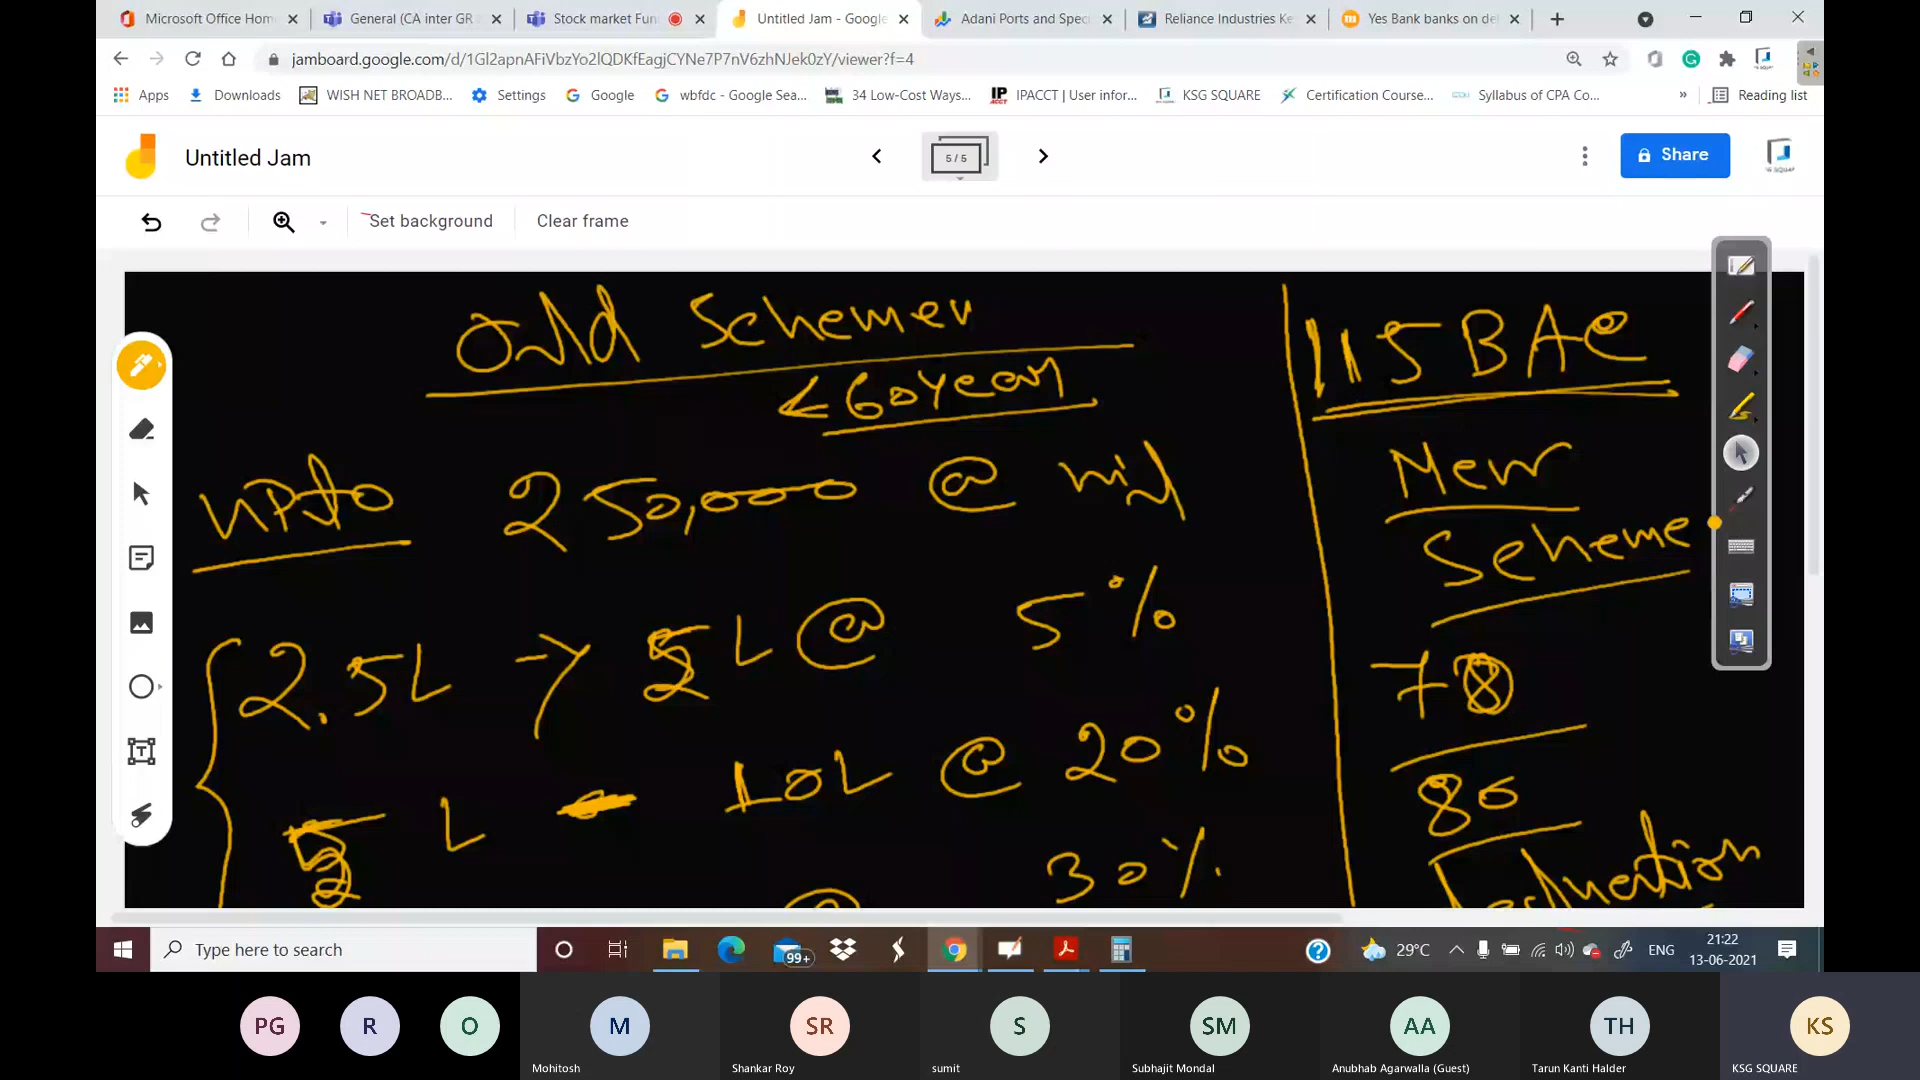 Microsoft Office Hom
General (CA inter GR
Stock market Fun
Untitled Jam - Google
Adani Ports and Spec
Reliance Industries Ke
Yes Bank banks on de
jamboard.google.com/d/1Gl2apnAFiVbzYo2lQDKfEagjCYNe7P7nV6zhNJek0zY/viewer?f=4
Apps
Downloads
WISH NET BROADB...
Settings
Google
wbfdc - Google Sea...
34 Low-Cost Ways...
IPACCT | User infor...
KSG SQUARE
Certification Course...
Syllabus of CPA Co...
»
Reading list
Untitled Jam
5 / 5
Share
Set background
Clear frame
Old Scheme
< 60 Year
115 BAC
New
Scheme
upto 250,000 @ nil
2.5L → 5L @ 5%
5L - 10L @ 20%
@ 30%
78
80
Type here to search
99+
29°C
ENG
21:22
13-06-2021
PG
R
O
M
SR
S
SM
AA
TH
KS
Mohitosh
Shankar Roy
sumit
Subhajit Mondal
Anubhab Agarwalla (Guest)
Tarun Kanti Halder
KSG SQUARE